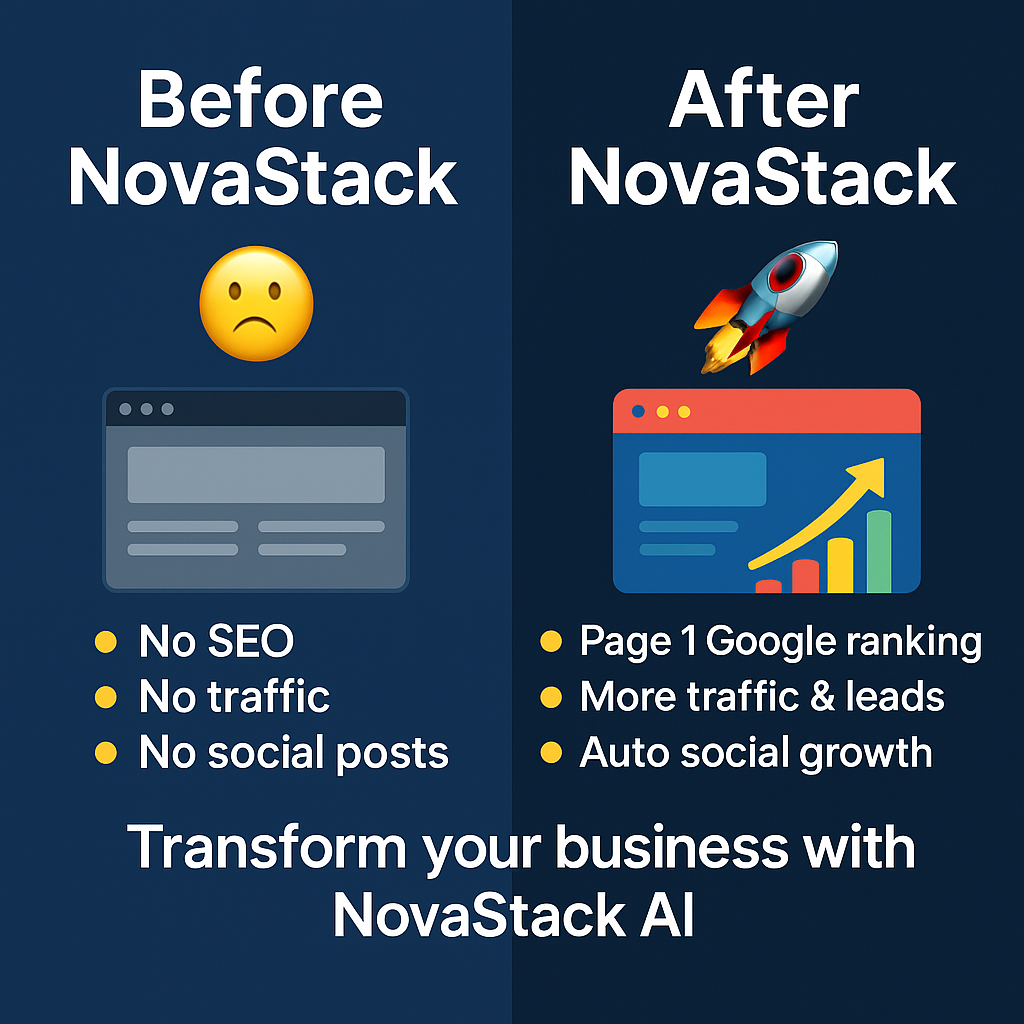 Before
NovaStack
No SEO
No traffic
No social posts
After
NovaStack
Page 1 Google ranking
More traffic & leads
Auto social growth
Transform your business with
NovaStack AI